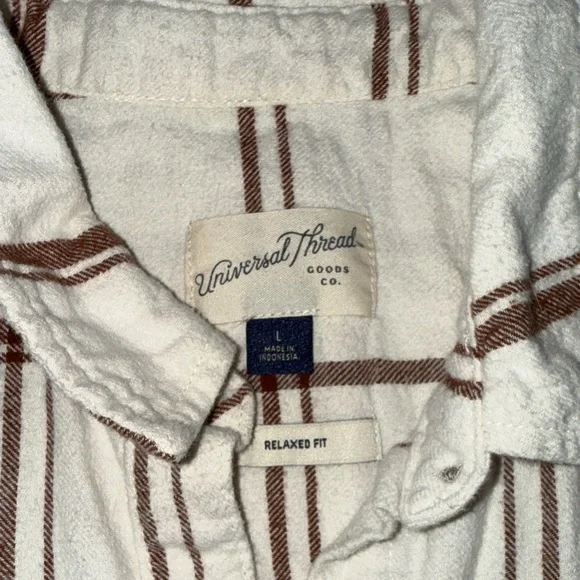 Universal Thread
GOODS
CO.
L
MADE IN
INDONESIA
RELAXED FIT